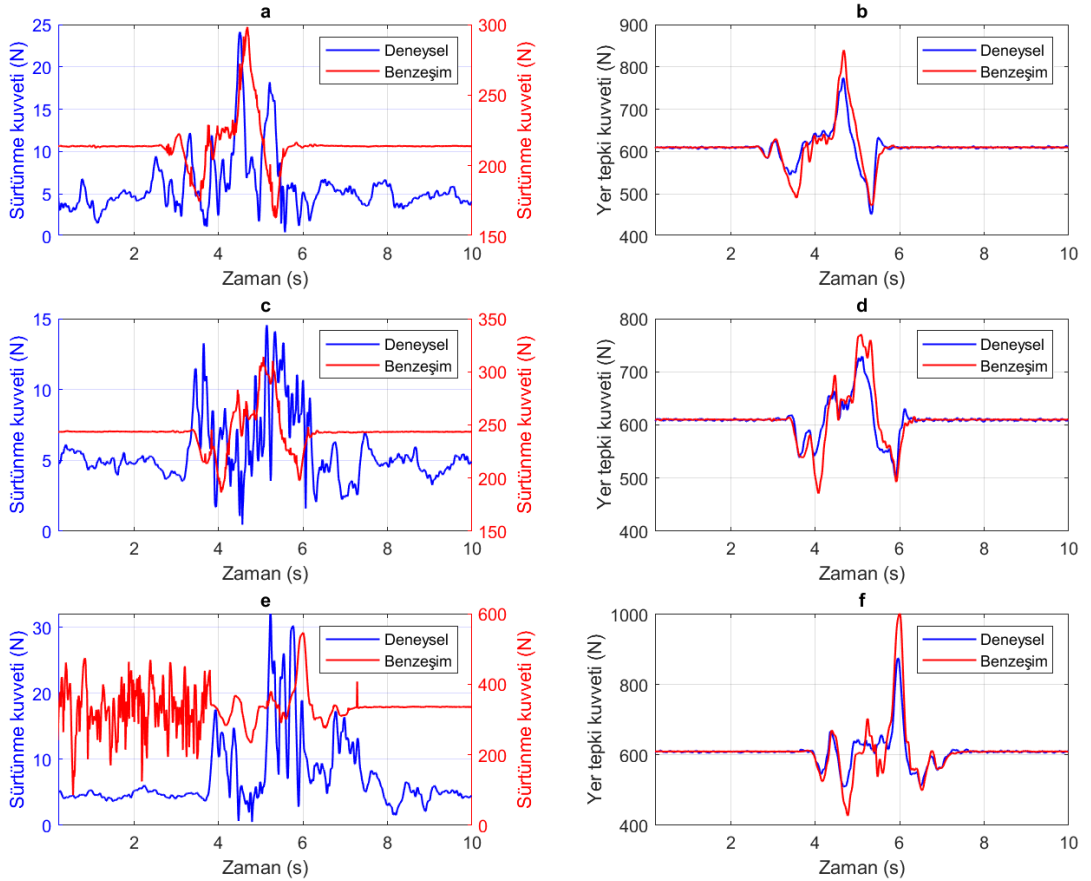 a
25
20
15
10
5
0
300
250
200
150
2
4
6
8
10
Sürtünme kuvveti (N)
Sürtünme kuvveti (N)
Zaman (s)
Deneysel
Benzeşim
b
900
800
700
600
500
400
2
4
6
8
10
Yer tepki kuvveti (N)
Zaman (s)
Deneysel
Benzeşim
c
15
10
5
0
350
300
250
200
150
2
4
6
8
10
Sürtünme kuvveti (N)
Sürtünme kuvveti (N)
Zaman (s)
Deneysel
Benzeşim
d
800
700
600
500
400
2
4
6
8
10
Yer tepki kuvveti (N)
Zaman (s)
Deneysel
Benzeşim
e
30
20
10
0
600
400
200
0
2
4
6
8
10
Sürtünme kuvveti (N)
Sürtünme kuvveti (N)
Zaman (s)
Deneysel
Benzeşim
f
1000
800
600
400
2
4
6
8
10
Yer tepki kuvveti (N)
Zaman (s)
Deneysel
Benzeşim